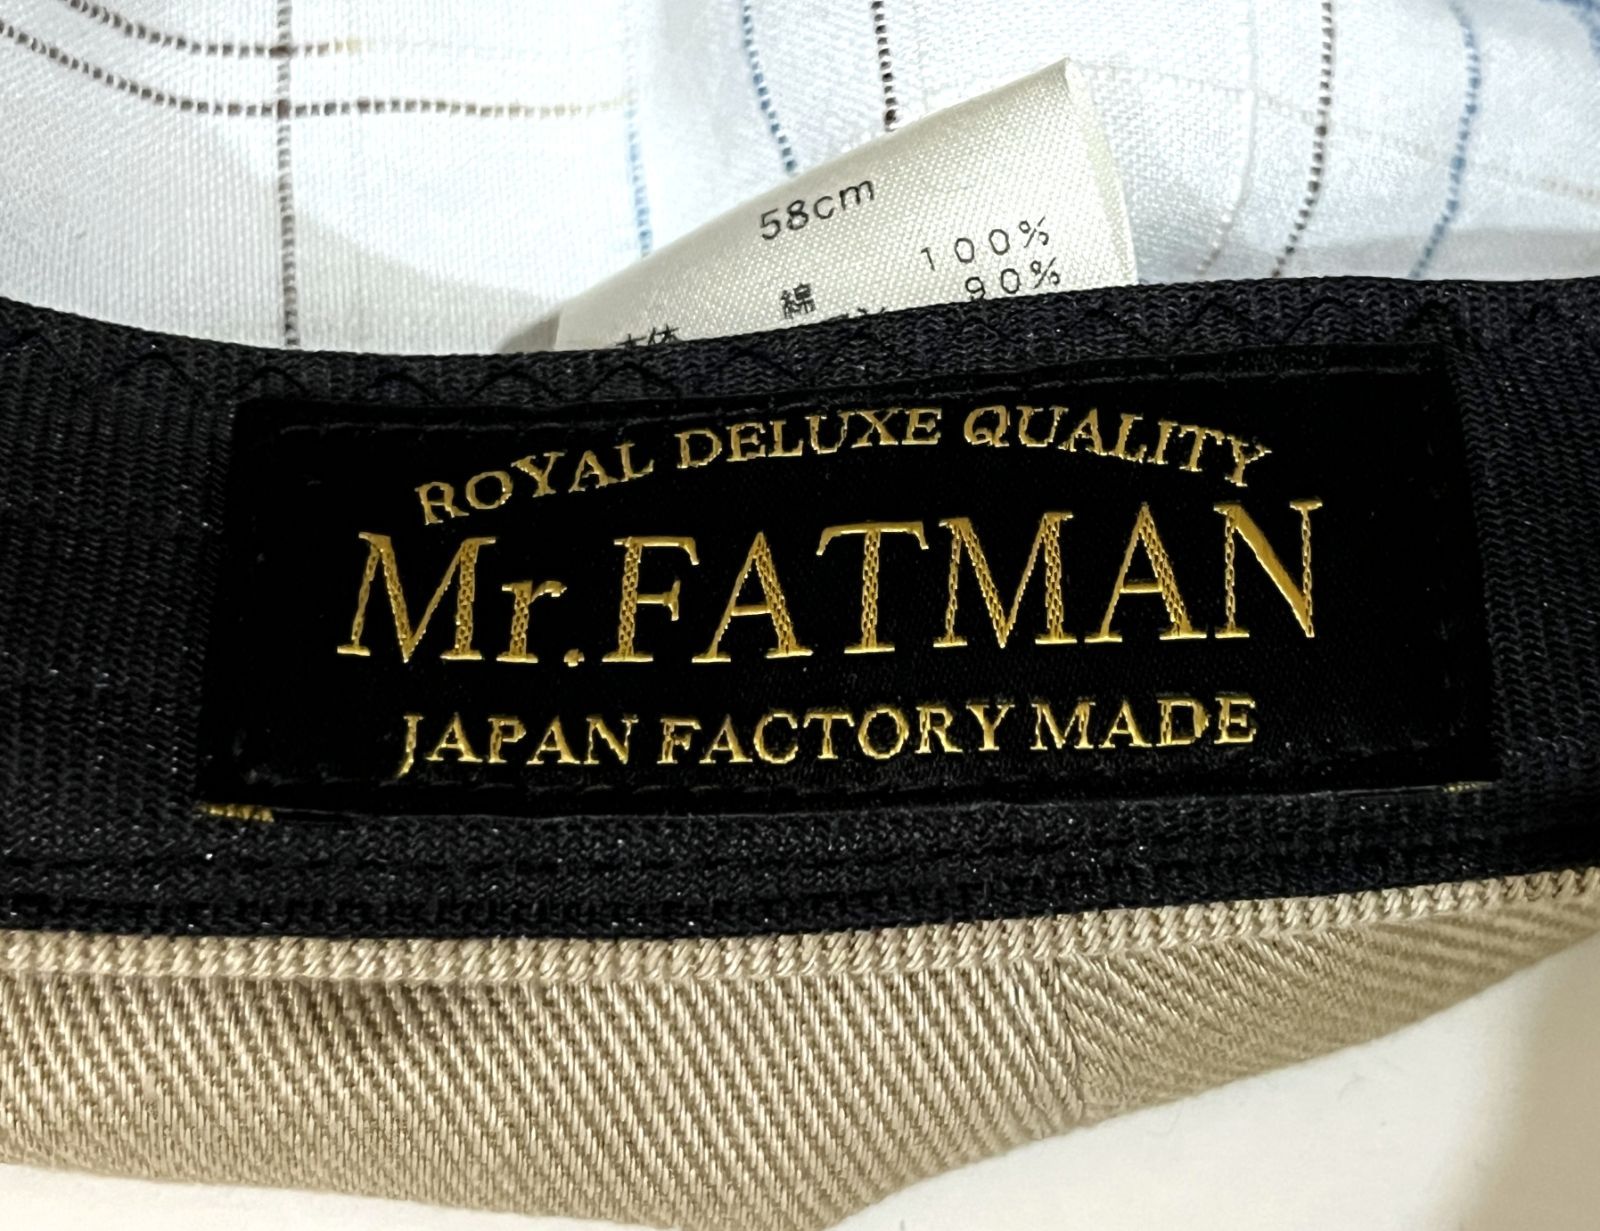 58cm
綿 100%
90%
ROYAL DELUXE QUALITY
Mr.FATMAN
JAPAN FACTORY MADE